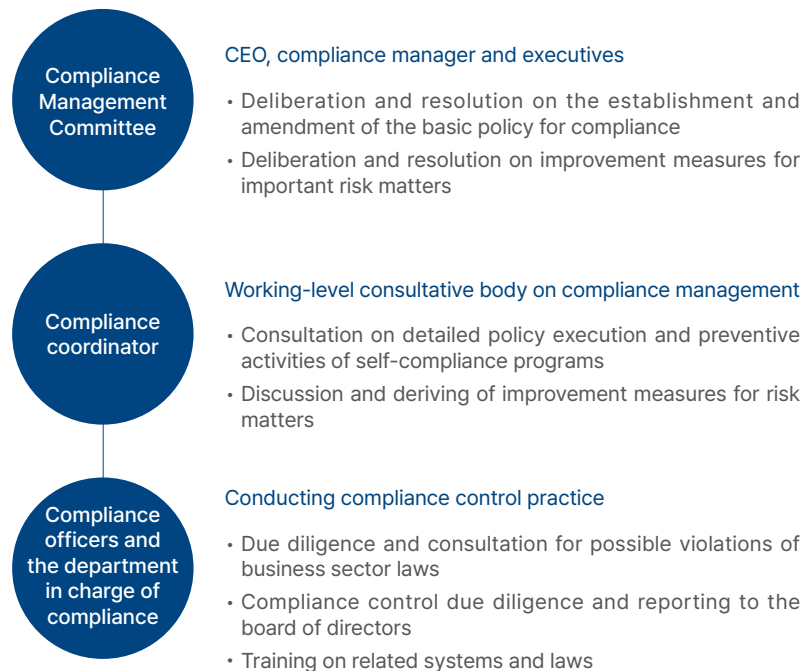 Compliance
Management
Committee
CEO, compliance manager and executives
• Deliberation and resolution on the establishment and
amendment of the basic policy for compliance
• Deliberation and resolution on improvement measures for
important risk matters
Compliance
coordinator
Working-level consultative body on compliance management
• Consultation on detailed policy execution and preventive
activities of self-compliance programs
• Discussion and deriving of improvement measures for risk
matters
Compliance
officers and
the department
in charge of
compliance
Conducting compliance control practice
• Due diligence and consultation for possible violations of
business sector laws
• Compliance control due diligence and reporting to the
board of directors
• Training on related systems and laws